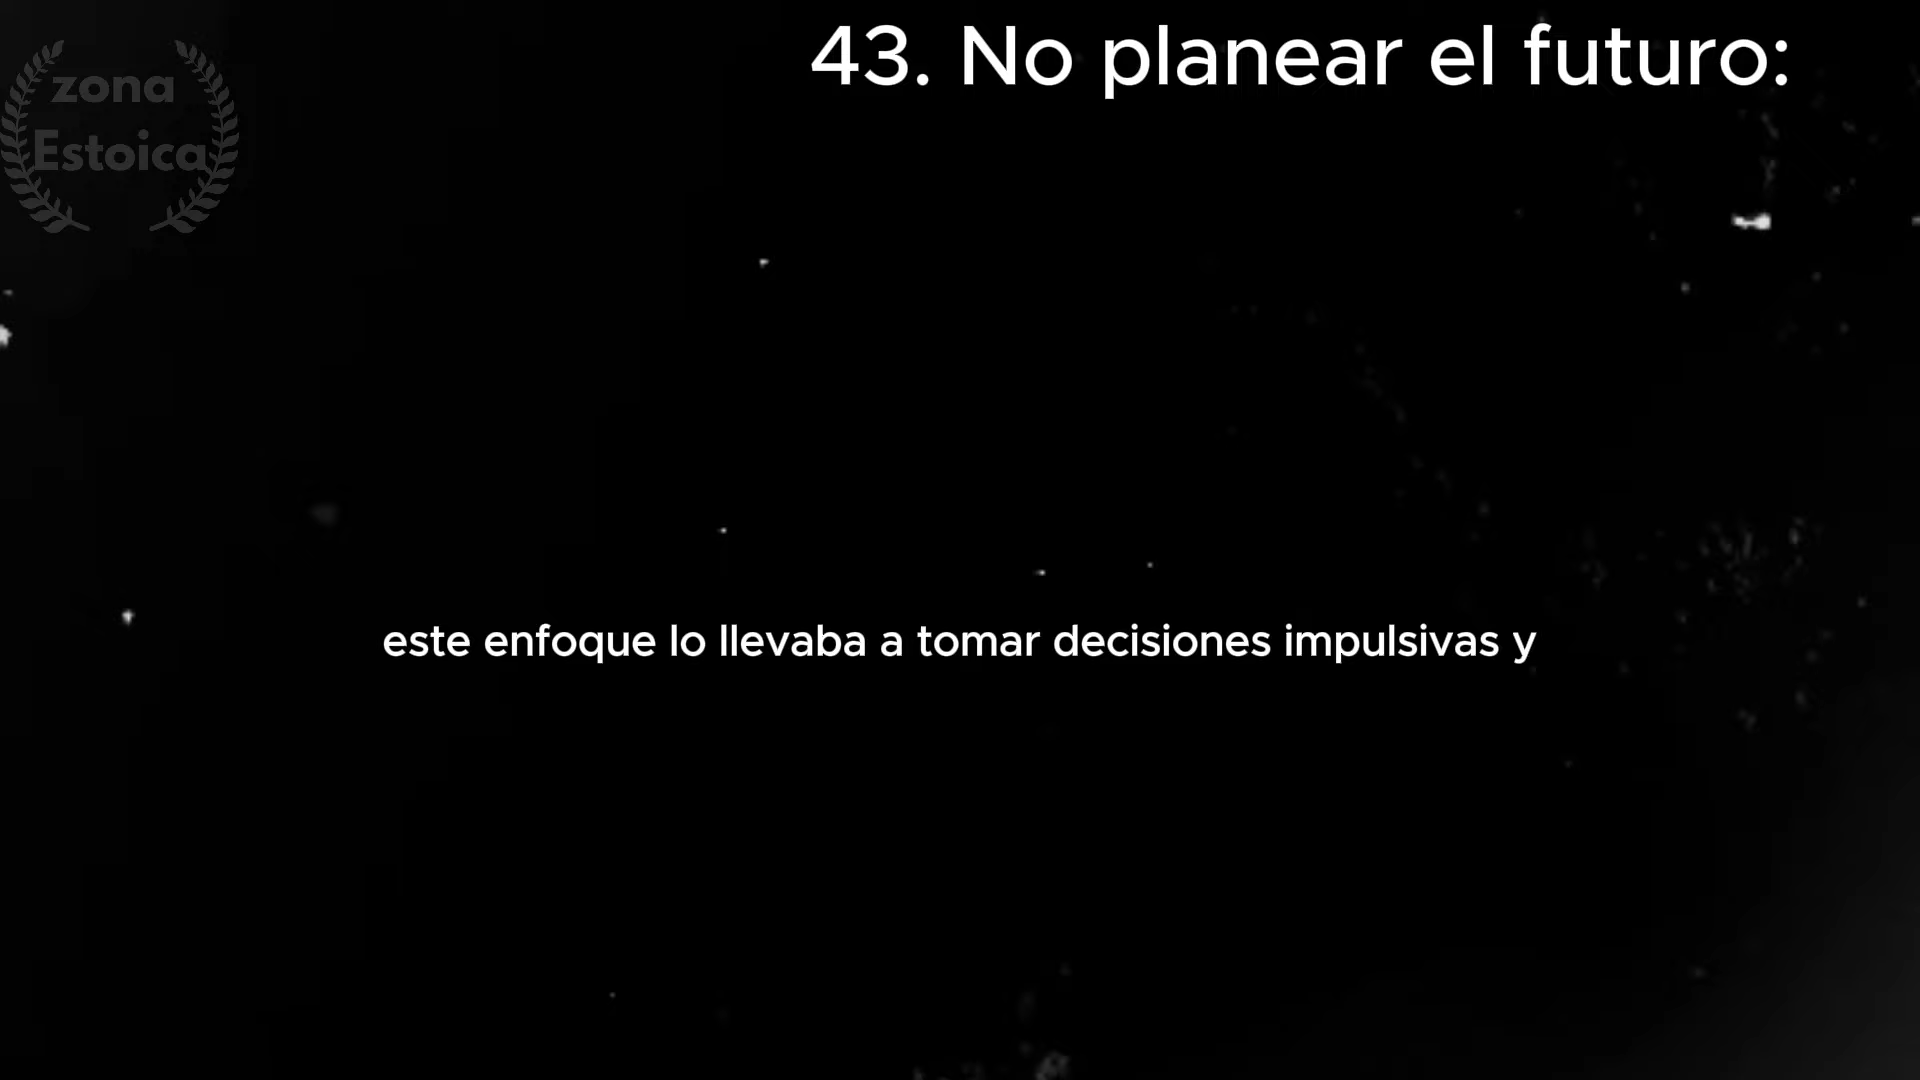 zona
Estoica
43. No planear el futuro:
este enfoque lo llevaba a tomar decisiones impulsivas y